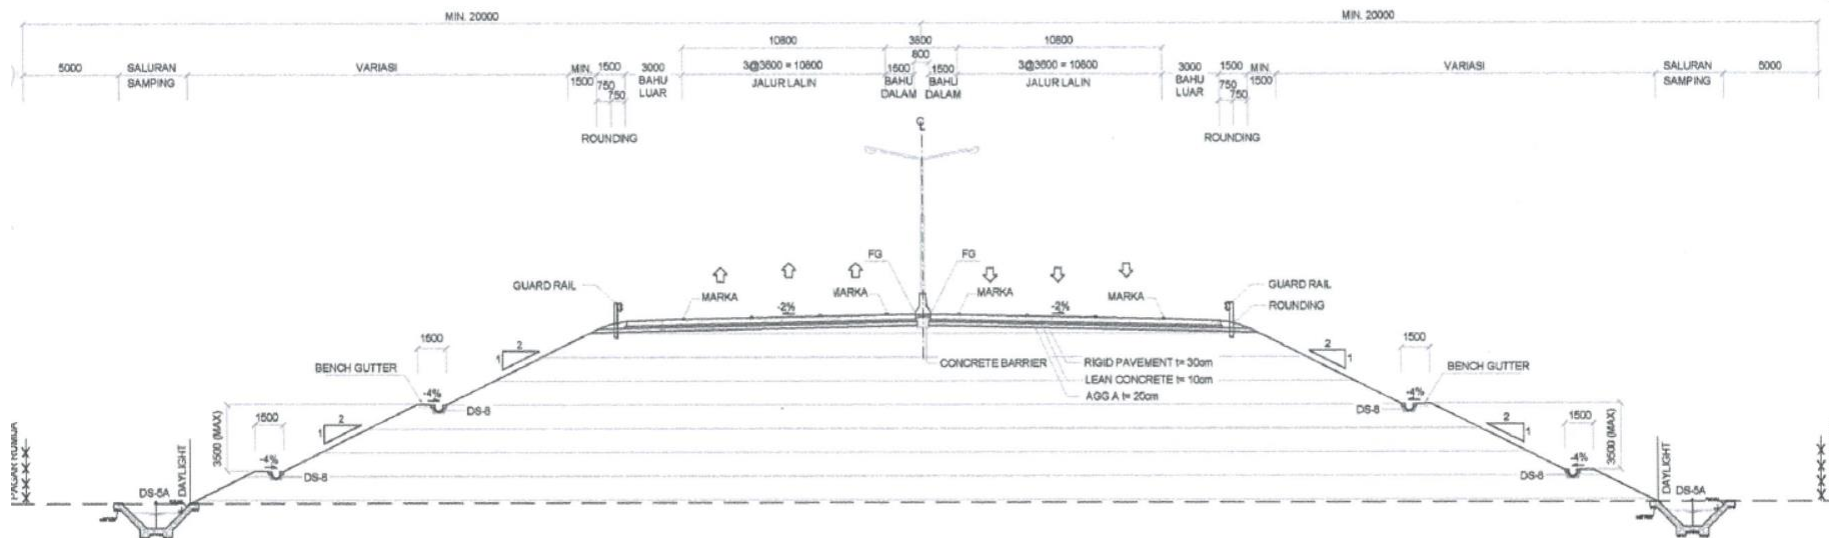 MIN. 20000
MIN. 20000
10800
3800
10800
800
5000
SALURAN
SAMPING
VARIASI
MIN.
1500
1500
750
750
3000
BAHU
LUAR
3@3600 = 10800
JALUR LALIN
1500
BAHU
DALAM
1500
BAHU
DALAM
3@3600 = 10800
JALUR LALIN
3000
BAHU
LUAR
1500
750
750
MIN.
1500
VARIASI
SALURAN
SAMPING
5000
ROUNDING
ROUNDING
FG
FG
GUARD RAIL
MARKA
MARKA
-2%
MARKA
-2%
MARKA
GUARD RAIL
ROUNDING
1500
2
1
2
1
1500
BENCH GUTTER
CONCRETE BARRIER
RIGID PAVEMENT t= 30cm
LEAN CONCRETE t= 10cm
AGG A t= 20cm
BENCH GUTTER
-4%
DS-8
-4%
DS-8
3500 (MAX)
1500
2
1
2
1
1500
3500 (MAX)
-4%
DS-8
-4%
DS-8
DAYLIGHT
DS-5A
DAYLIGHT
DS-5A